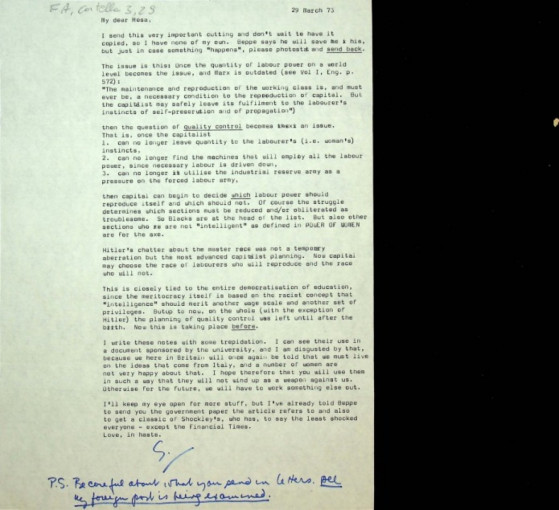 F.A, Cartella 3, 28
29 March 73
My dear Rosa,
I send this very important cutting and don't wait to have it
copied, so I have none of my own. Beppe says he will save me his,
but just in case something "happens", please photostat and send back.
The issue is this: Once the quantity of labour power on a world
level becomes the issue, and Marx is outdated (see Vol I, Eng. p.
572):
"The maintenance and reproduction of the working class is, and must
ever be, a necessary condition to the reproduction of capital. But
the capitalist may safely leave its fulfilment to the labourer's
instincts of self-preservation and of propagation")
then the question of quality control becomes an issue.
That is, once the capitalist
1. can no longer leave quantity to the labourer's (i.e. woman's)
instincts,
2. can no longer find the machines that will employ all the labour
power, since necessary labour is driven down,
3. can no longer utilise the industrial reserve army as a
pressure on the forced labour army,
then capital can begin to decide which labour power should
reproduce itself and which should not. Of course the struggle
determines which sections must be reduced and/or obliterated as
troublesome. So Blacks are at the head of the list. But also other
sections who are not "intelligent" as defined in POWER OF WOMEN
are for the axe.
Hitler's chatter about the master race was not a temporary
aberration but the most advanced capitalist planning. Now capital
may choose the race of labourers who will reproduce and the race
who will not.
This is closely tied to the entire democratisation of education,
since the meritocracy itself is based on the racist concept that
"intelligence" should merit another wage scale and another set of
privileges. But up to now, on the whole (with the exception of
Hitler) the planning of quality control was left until after the
birth. Now this is taking place before.
I write these notes with some trepidation. I can see their use in
a document sponsored by the university, and I am disgusted by that,
because we here in Britain will once again be told that we must live
on the ideas that come from Italy, and a number of women are
not very happy about that. I hope therefore that you will use them
in such a way that they will not wind up as a weapon against us.
Otherwise for the future, we will have to work something else out.
I'll keep my eye open for more stuff, but I've already told Beppe
to send you the government paper the article refers to and also
to get a classic of Shockley's, who has, to say the least shocked
everyone - except the Financial Times.
Love, in haste,
S.
P.S. Be careful about what you send in letters. All
my foreign post is being examined.